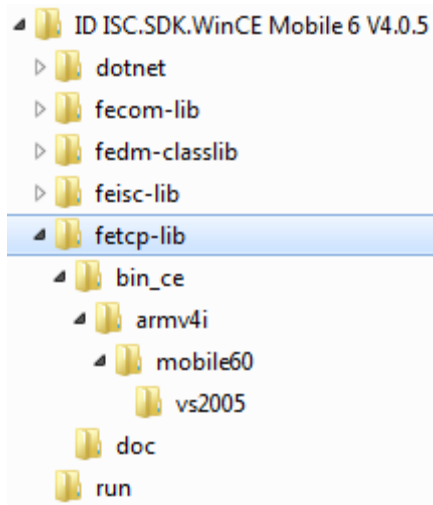 ID ISC.SDK.WinCE Mobile 6 V4.0.5
dotnet
fecom-lib
fedm-classlib
feisc-lib
fetcp-lib
bin_ce
armv4i
mobile60
vs2005
doc
run